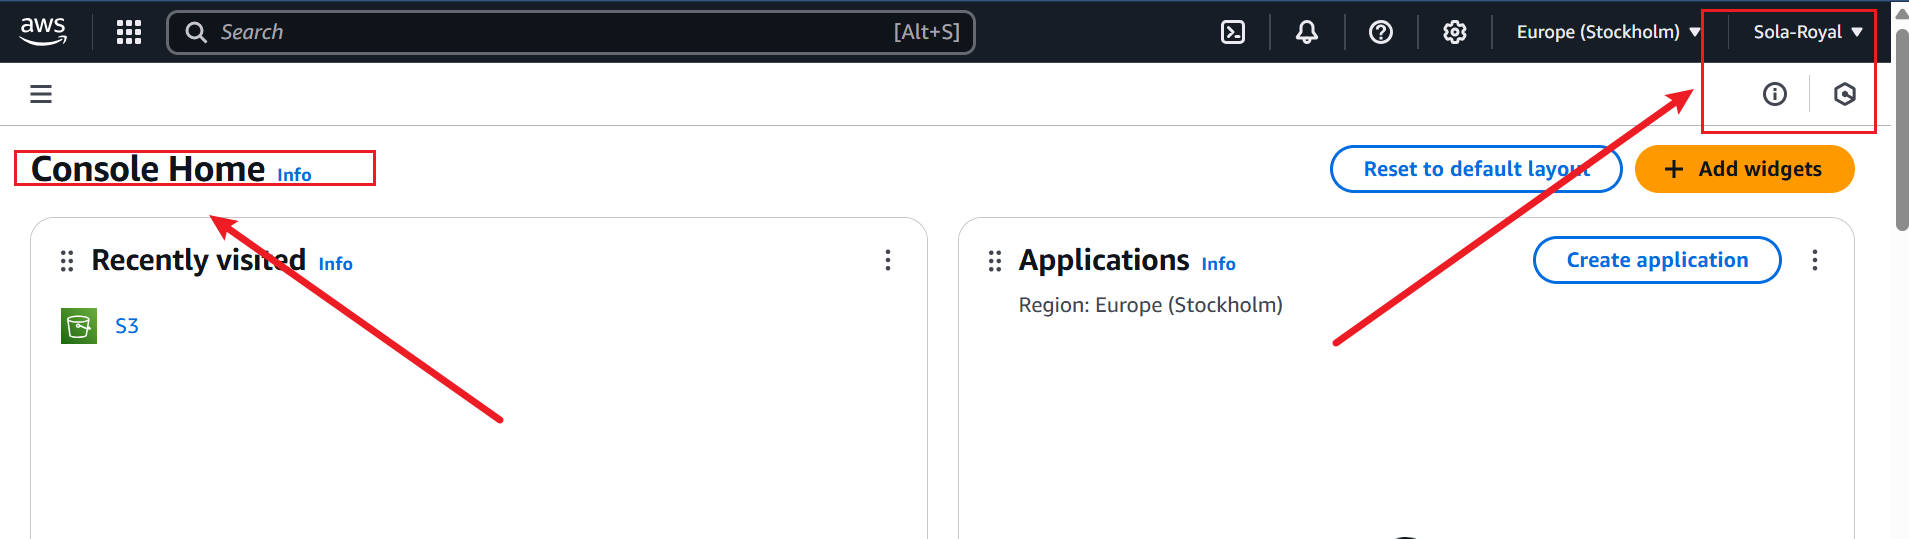 aws
Search [Alt+S]
Europe (Stockholm)
Sola-Royal
Console Home Info
Reset to default layout
Add widgets
Recently visited Info
Applications Info
Create application
Region: Europe (Stockholm)
S3